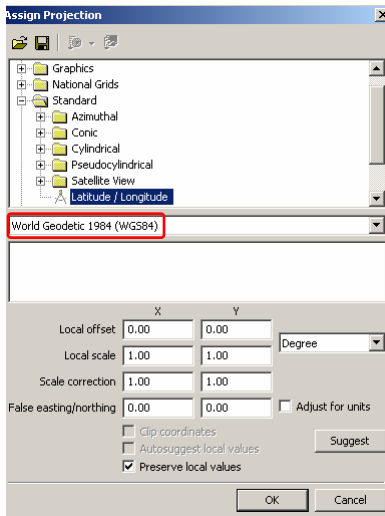 Assign Projection
Graphics
National Grids
Standard
Azimuthal
Conic
Cylindrical
Pseudocylindrical
Satellite View
Latitude / Longitude
World Geodetic 1984 (WGS84)
X Y
Local offset 0.00 0.00
Degree
Local scale 1.00 1.00
Scale correction 1.00 1.00
False easting/northing 0.00 0.00 Adjust for units
Clip coordinates
Autosuggest local values
Suggest
Preserve local values
OK Cancel